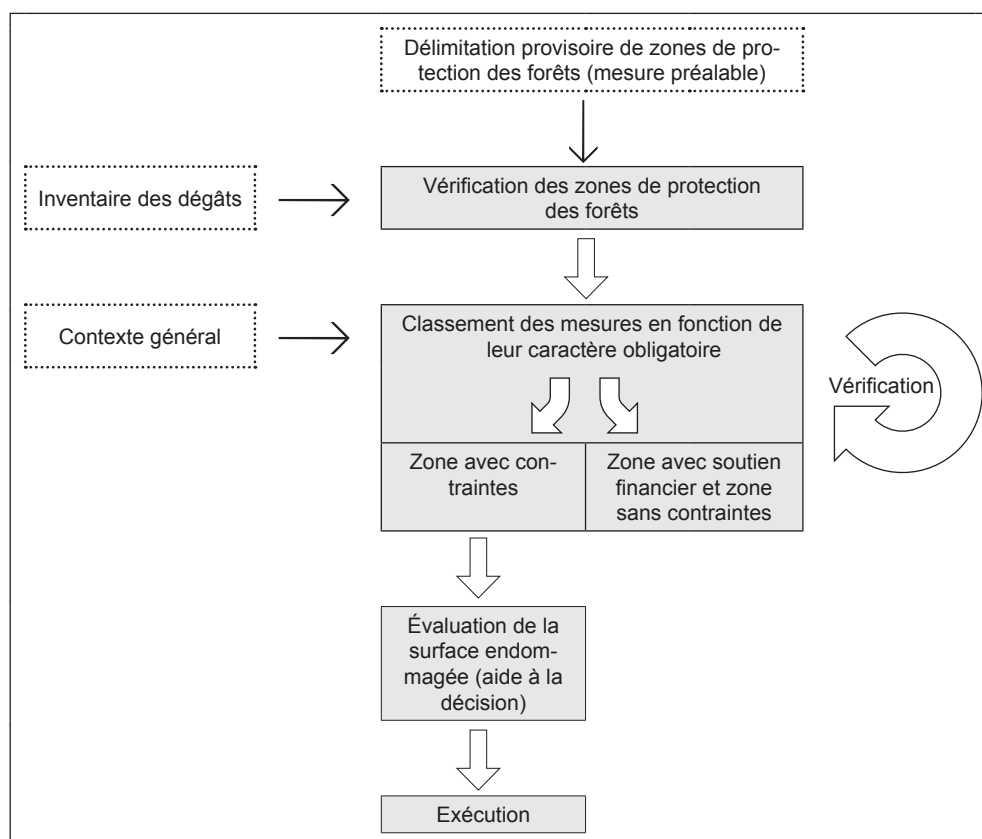 Délimitation provisoire de zones de pro-
tection des forêts (mesure préalable)
Inventaire des dégâts
Vérification des zones de protection
des forêts
Contexte général
Classement des mesures en fonction de
leur caractère obligatoire
Vérification
Zone avec con-
traintes
Zone avec soutien
financier et zone
sans contraintes
Évaluation de la
surface endom-
magée (aide à la
décision)
Exécution